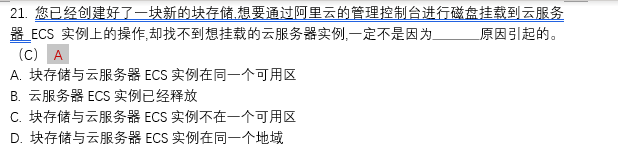 21. 您已经创建好了一块新的块存储,想要通过阿里云的管理控制台进行磁盘挂载到云服务
器 ECS 实例上的操作,却找不到想挂载的云服务器实例,一定不是因为______原因引起的。
（C） A
A. 块存储与云服务器 ECS 实例在同一个可用区
B. 云服务器 ECS 实例已经释放
C. 块存储与云服务器 ECS 实例不在一个可用区
D. 块存储与云服务器 ECS 实例在同一个地域